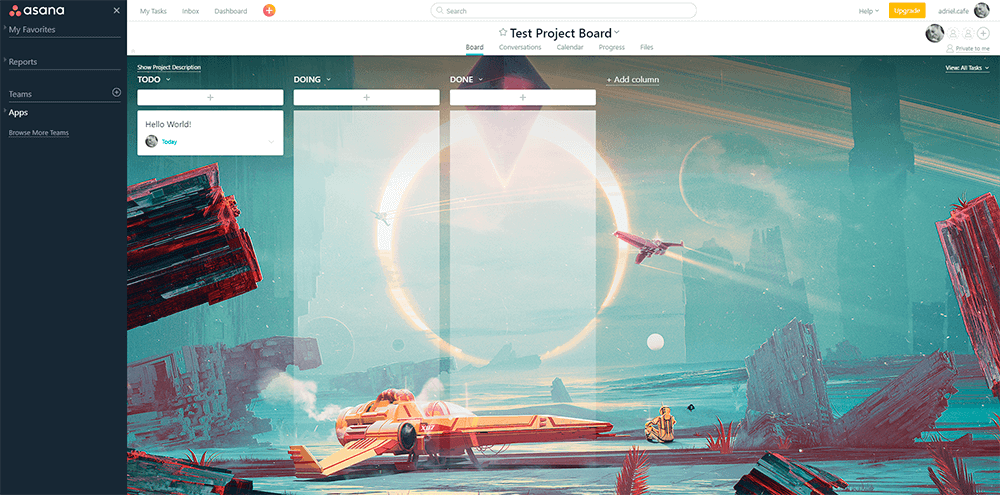 asana
My Favorites
Reports
Teams
Apps
Browse More Teams
My Tasks Inbox Dashboard
Search
Help
Upgrade
adriel.cafe
Test Project Board
Board Conversations Calendar Progress Files
Private to me
Show Project Description
View: All Tasks
TODO
DOING
DONE
+ Add column
Hello World!
Today